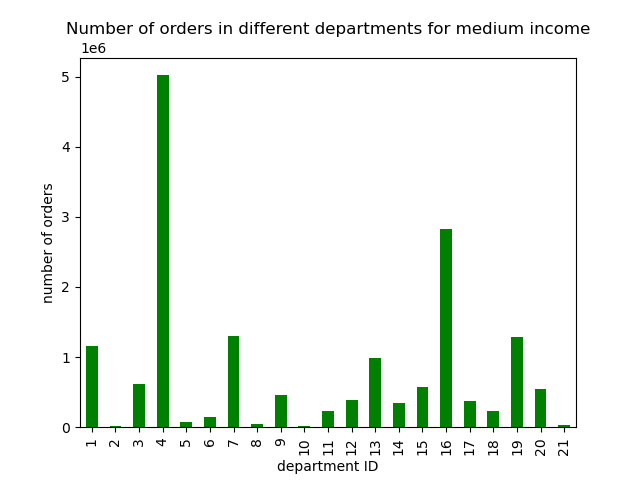 Number of orders in different departments for medium income
1e6
5
4
3
2
1
0
number of orders
1 2 3 4 5 6 7 8 9 10 11 12 13 14 15 16 17 18 19 20 21
department ID